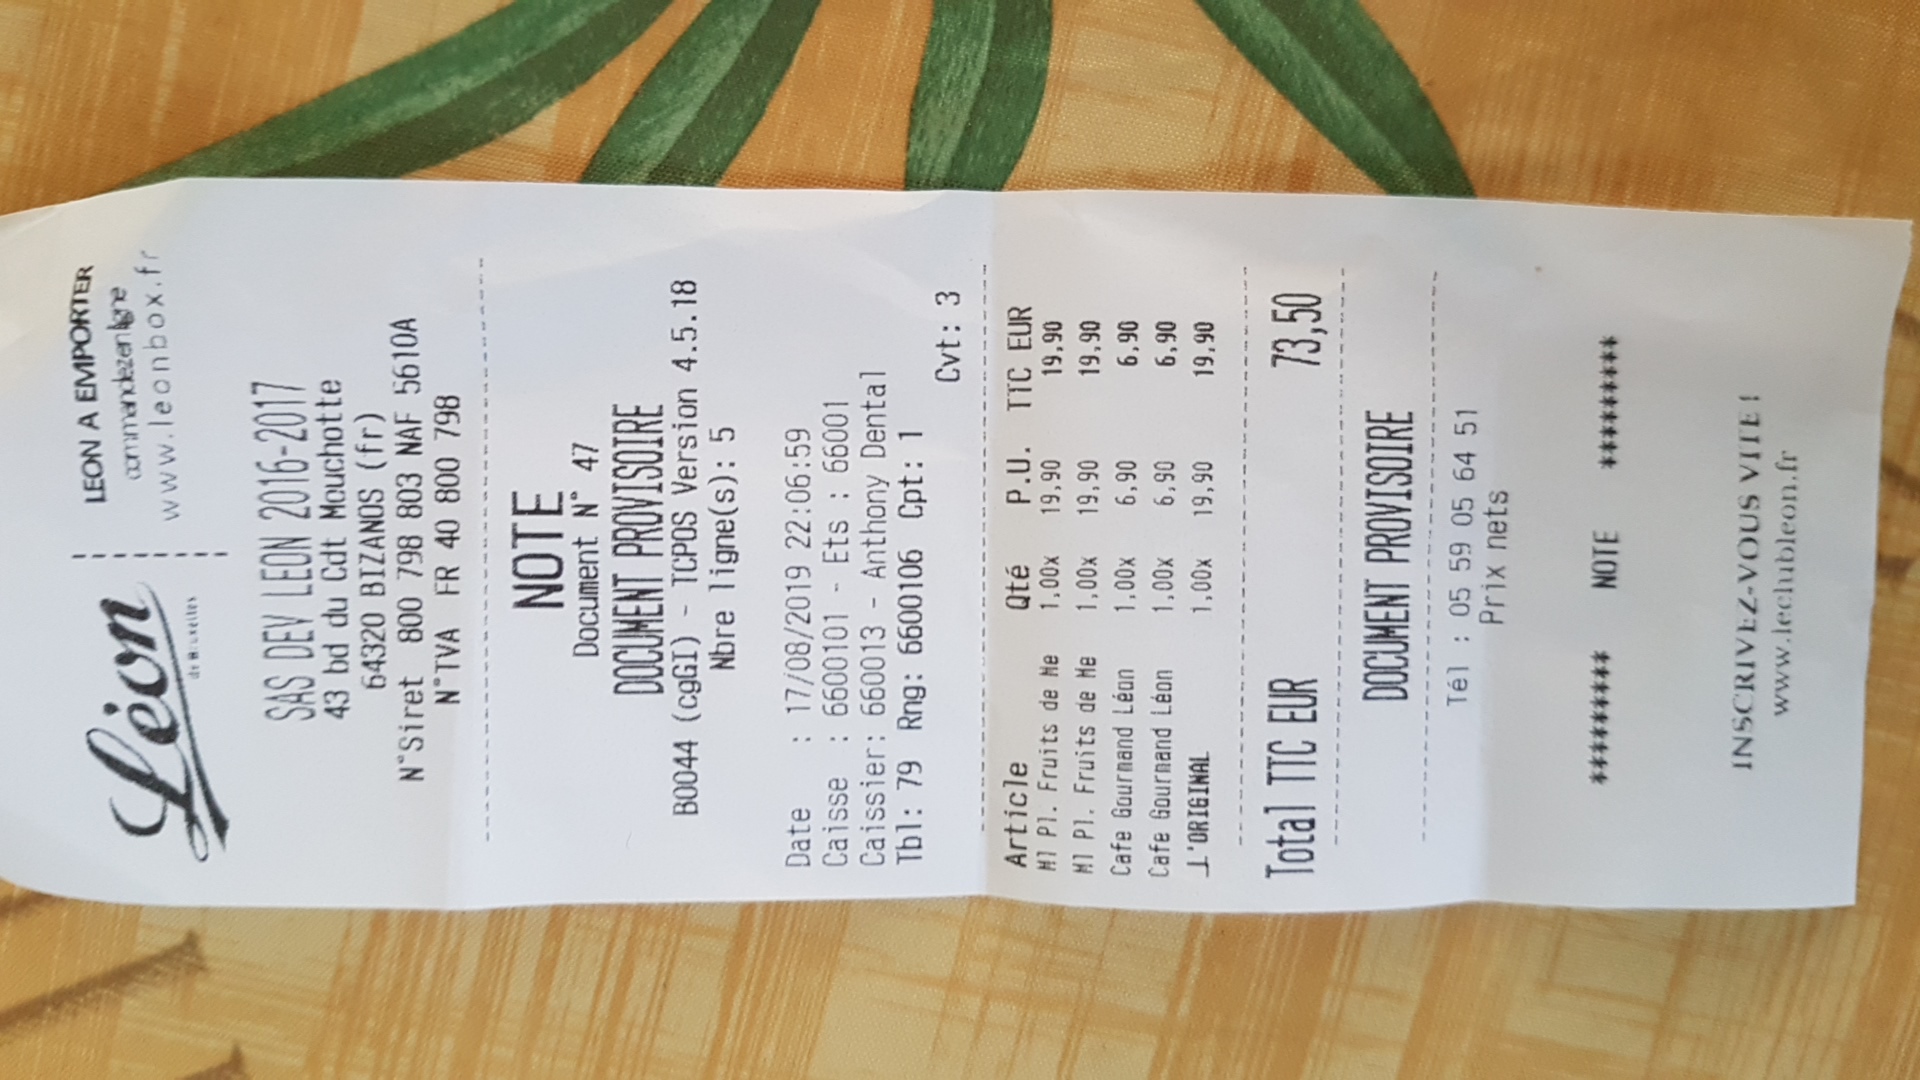 Léon
de Bruxelles
LEON A EMPORTER
commandez en ligne
www.leonbox.fr
SAS DEV LEON 2016-2017
43 bd du Cdt Mouchotte
64320 BIZANOS (fr)
N°Siret 800 798 803 NAF 5610A
N°TVA FR 40 800 798
NOTE
Document N° 47
DOCUMENT PROVISOIRE
B0044 (cgGI) - TCPOS Version 4.5.18
Nbre ligne(s): 5
Date : 17/08/2019 22:06:59
Caisse : 6600101 - Ets : 66001
Caissier: 660013 - Anthony Dental
Tbl: 79 Rng: 6600106 Cpt: 1
Cvt: 3
Article Qté P.U. TTC EUR
Ml Pl. Fruits de Me 1,00x 19,90 19,90
Ml Pl. Fruits de Me 1,00x 19,90 19,90
Cafe Gourmand Léon 1,00x 6,90 6,90
Cafe Gourmand Léon 1,00x 6,90 6,90
L'ORIGINAL 1,00x 19,90 19,90
Total TTC EUR 73,50
DOCUMENT PROVISOIRE
Tél : 05 59 05 64 51
Prix nets
******** NOTE ********
INSCRIVEZ-VOUS VITE !
www.leclubleon.fr